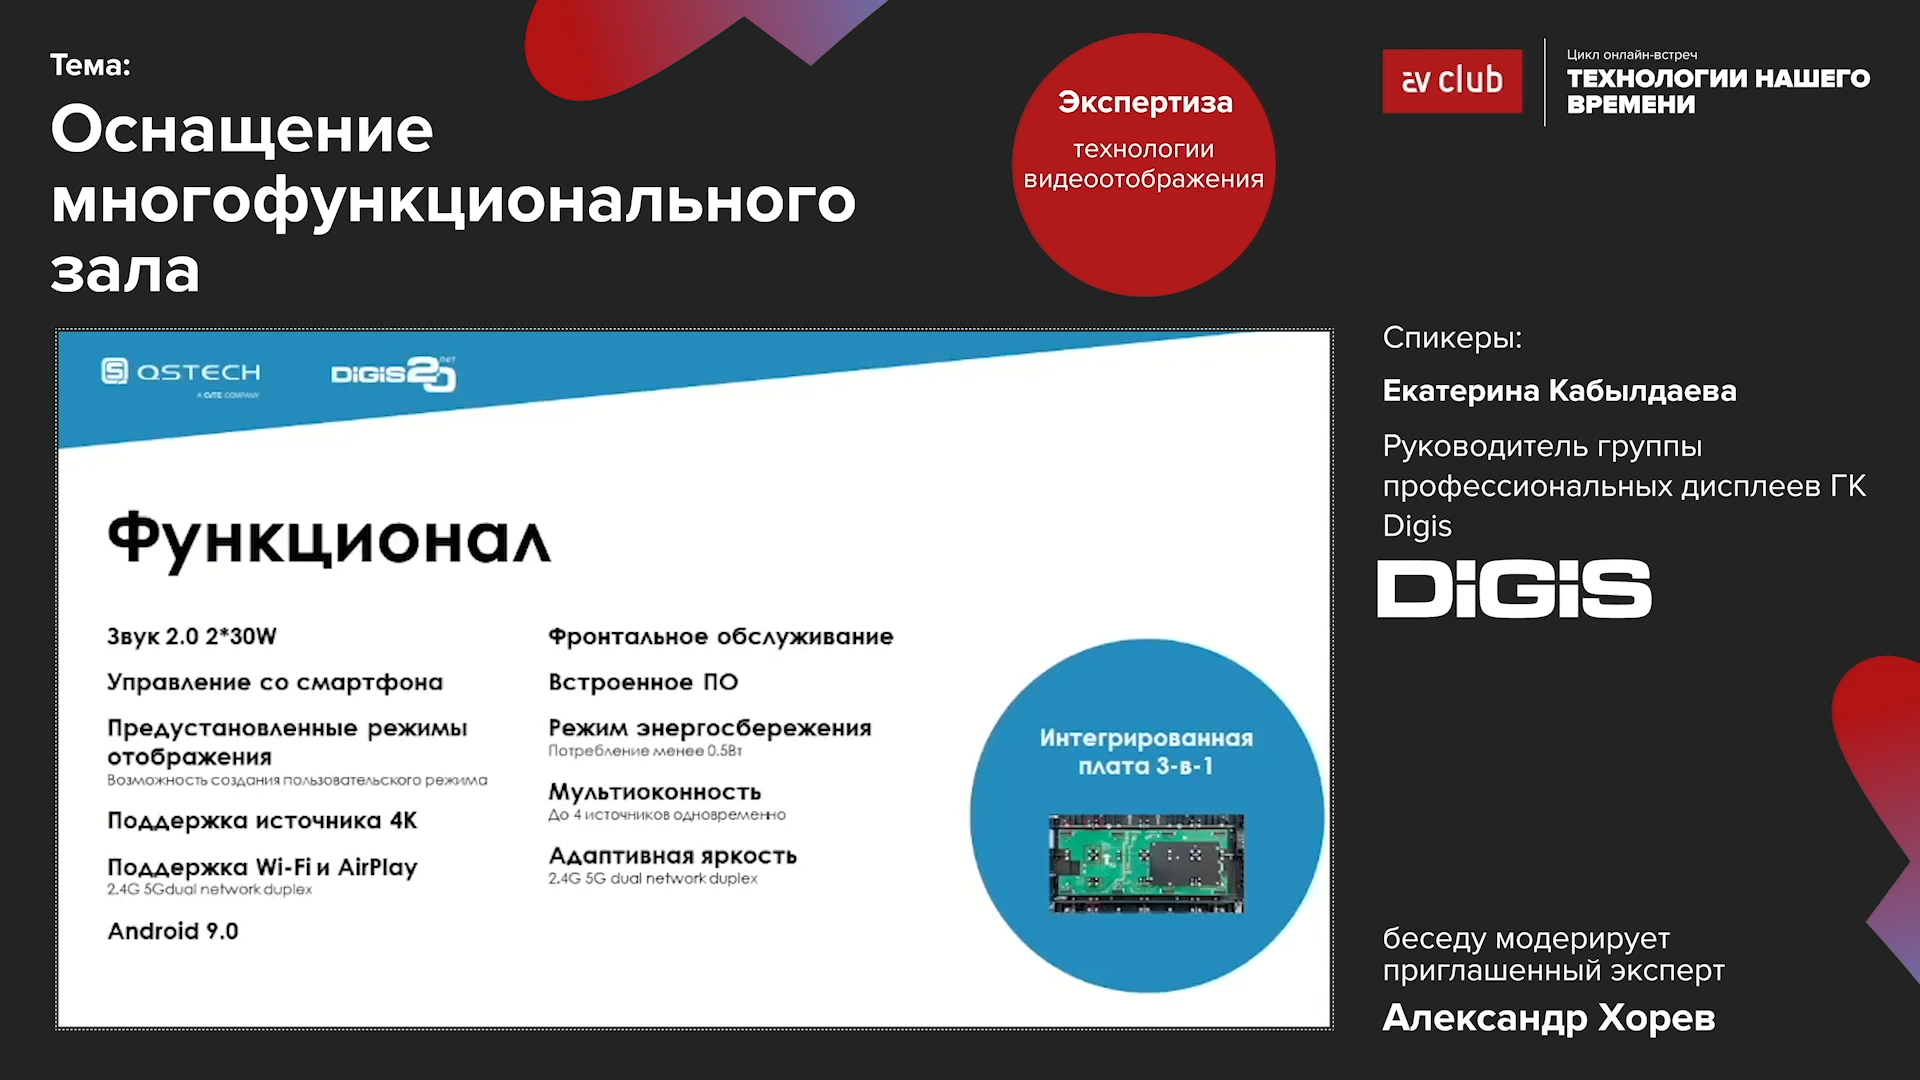 Тема:
Оснащение
многофункционального
зала
Экспертиза
технологии
видеоотображения
av club
Цикл онлайн-встреч
ТЕХНОЛОГИИ НАШЕГО
ВРЕМЕНИ
QSTECH
A CVTE COMPANY
DIGIS 20 лет
Функционал
Звук 2.0 2*30W
Управление со смартфона
Предустановленные режимы
отображения
Возможность создания пользовательского режима
Поддержка источника 4K
Поддержка Wi-Fi и AirPlay
2.4G 5Gdual network duplex
Android 9.0
Фронтальное обслуживание
Встроенное ПО
Режим энергосбережения
Потребление менее 0.5Вт
Мультиоконность
До 4 источников одновременно
Адаптивная яркость
2.4G 5G dual network duplex
Интегрированная
плата 3-в-1
Спикеры:
Екатерина Кабылдаева
Руководитель группы
профессиональных дисплеев ГК
Digis
DIGIS
беседу модерирует
приглашенный эксперт
Александр Хорев